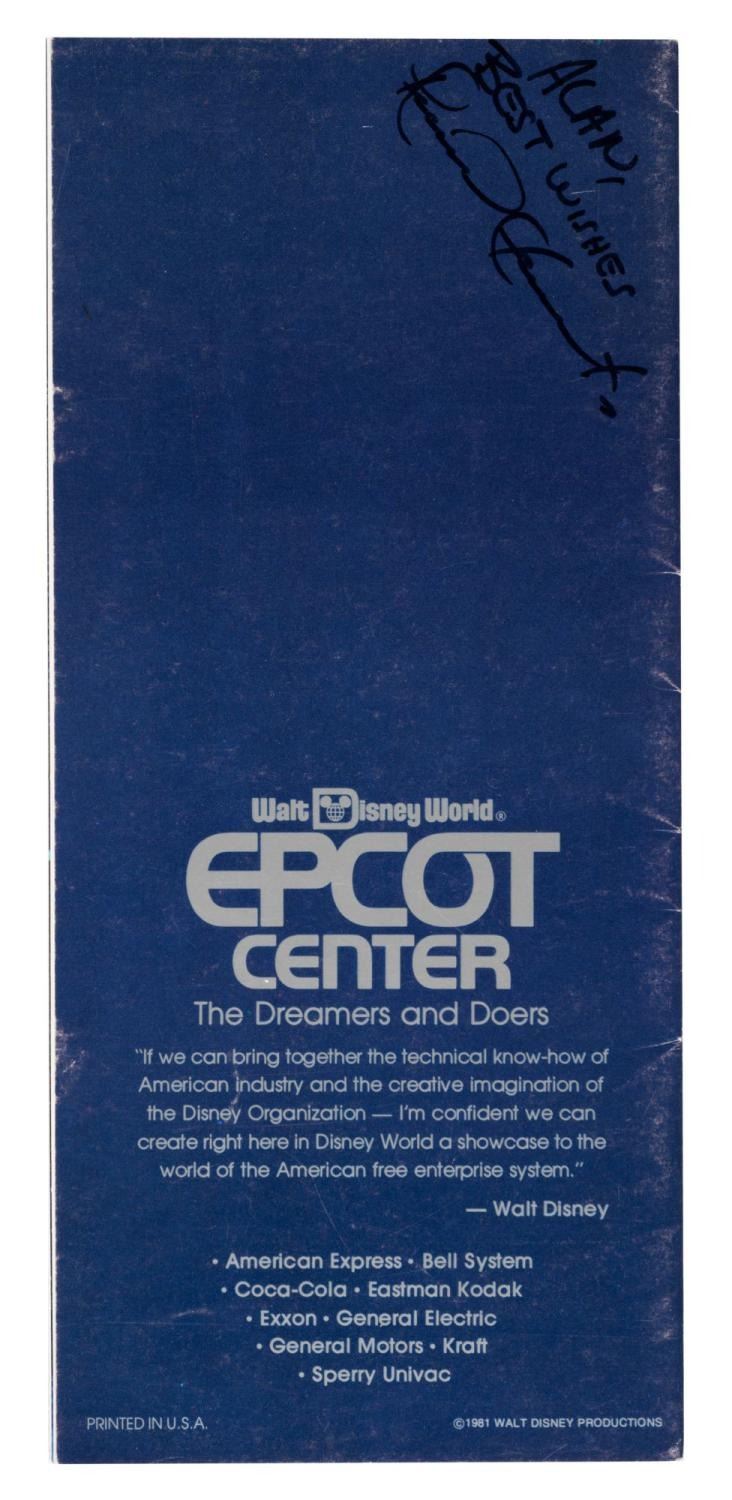 ALAN,
BEST WISHES
Walt Disney World®
EPCOT
CENTER
The Dreamers and Doers
"If we can bring together the technical know-how of
American industry and the creative imagination of
the Disney Organization — I'm confident we can
create right here in Disney World a showcase to the
world of the American free enterprise system."
— Walt Disney
• American Express • Bell System
• Coca-Cola • Eastman Kodak
• Exxon • General Electric
• General Motors • Kraft
• Sperry Univac
PRINTED IN U.S.A.
©1981 WALT DISNEY PRODUCTIONS